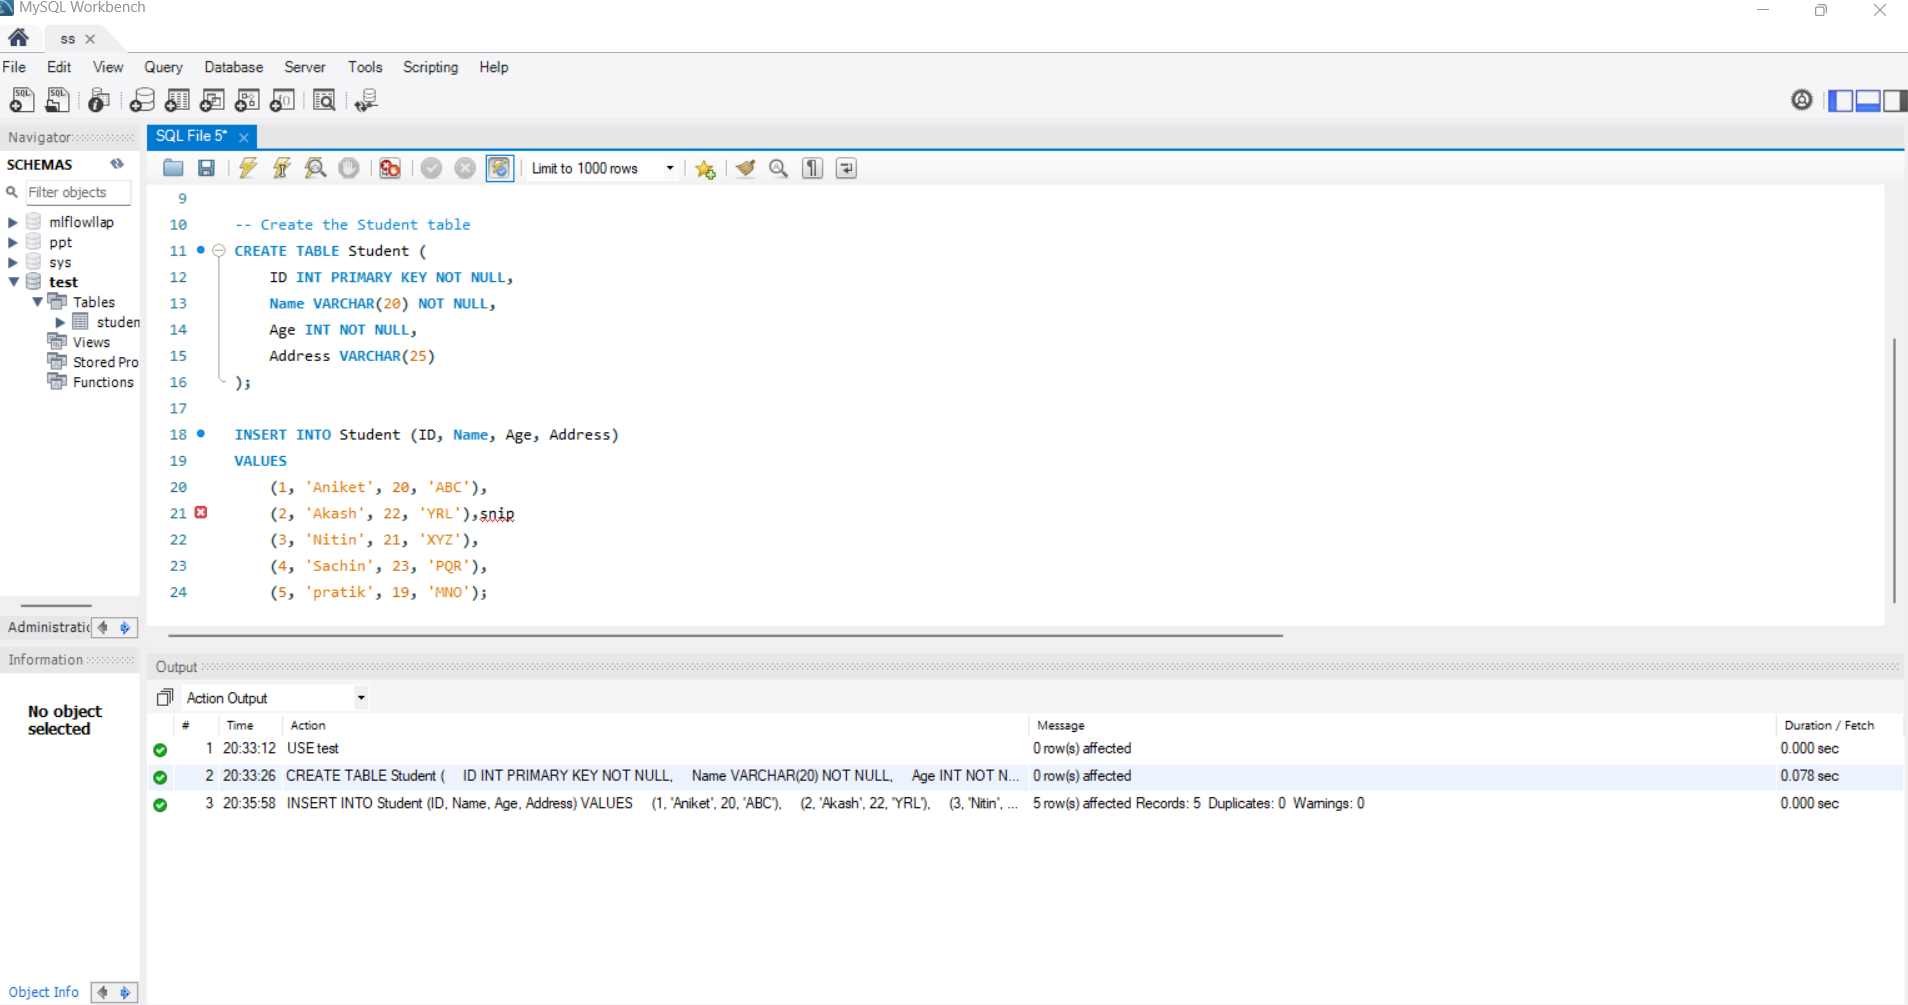 MySQL Workbench
ss
File Edit View Query Database Server Tools Scripting Help
Navigator
SQL File 5*
SCHEMAS
Limit to 1000 rows
Filter objects
mlflowllap
ppt
sys
test
Tables
studen
Views
Stored Pro
Functions
9
10 -- Create the Student table
11 CREATE TABLE Student (
12 ID INT PRIMARY KEY NOT NULL,
13 Name VARCHAR(20) NOT NULL,
14 Age INT NOT NULL,
15 Address VARCHAR(25)
16 );
17
18 INSERT INTO Student (ID, Name, Age, Address)
19 VALUES
20 (1, 'Aniket', 20, 'ABC'),
21 (2, 'Akash', 22, 'YRL'),snip
22 (3, 'Nitin', 21, 'XYZ'),
23 (4, 'Sachin', 23, 'PQR'),
24 (5, 'pratik', 19, 'MNO');
Administratio
Information
No object
selected
Output
Action Output
# Time Action Message Duration / Fetch
1 20:33:12 USE test 0 row(s) affected 0.000 sec
2 20:33:26 CREATE TABLE Student ( ID INT PRIMARY KEY NOT NULL, Name VARCHAR(20) NOT NULL, Age INT NOT N... 0 row(s) affected 0.078 sec
3 20:35:58 INSERT INTO Student (ID, Name, Age, Address) VALUES (1, 'Aniket', 20, 'ABC'), (2, 'Akash', 22, 'YRL'), (3, 'Nitin', ... 5 row(s) affected Records: 5 Duplicates: 0 Warnings: 0 0.000 sec
Object Info